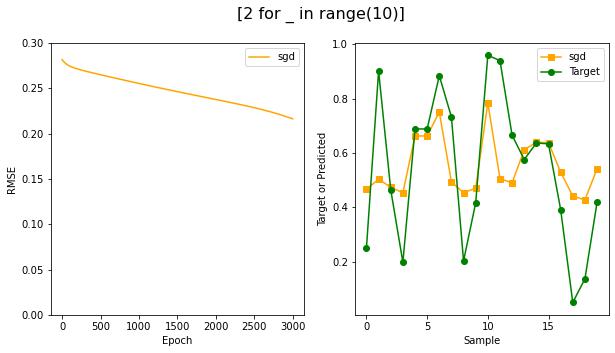 [2 for _ in range(10)]
0.30
0.25
0.20
0.15
0.10
0.05
0.00
RMSE
0 500 1000 1500 2000 2500 3000
Epoch
sgd
1.0
0.8
0.6
0.4
0.2
Target or Predicted
0 5 10 15
Sample
sgd
Target